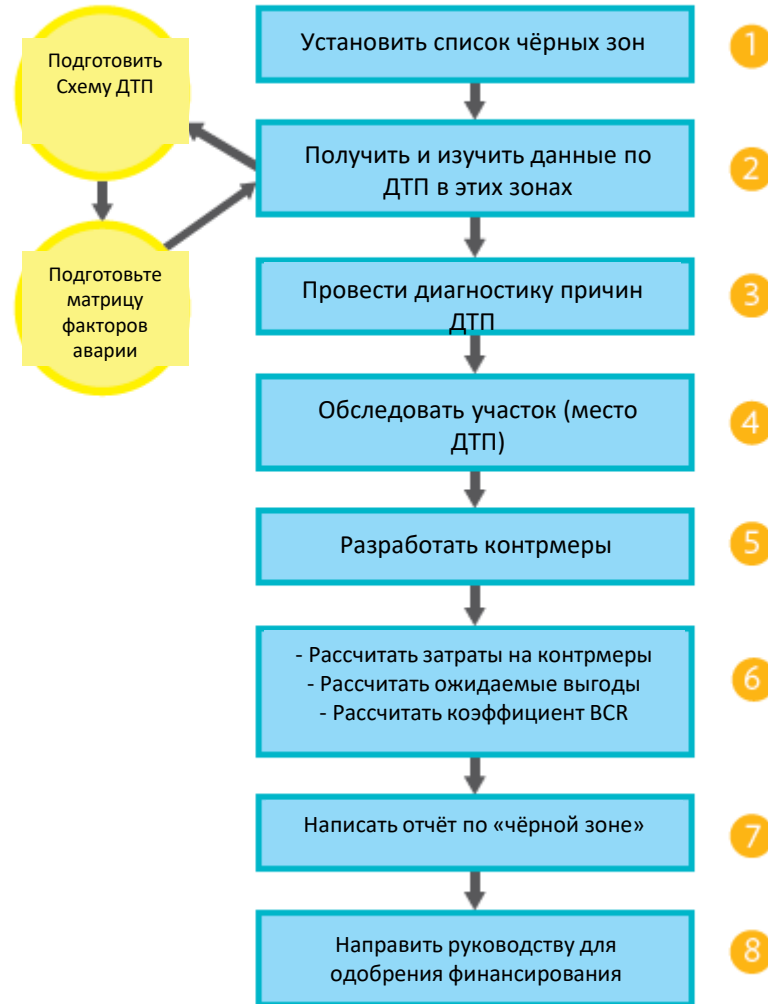 Подготовить
Схему ДТП
Установить список чёрных зон
1
Получить и изучить данные по
ДТП в этих зонах
2
Подготовьте
матрицу
факторов
аварии
Провести диагностику причин
ДТП
3
Обследовать участок (место
ДТП)
4
Разработать контрмеры
5
- Рассчитать затраты на контрмеры
- Рассчитать ожидаемые выгоды
- Рассчитать коэффициент BCR
6
Написать отчёт по «чёрной зоне»
7
Направить руководству для
одобрения финансирования
8